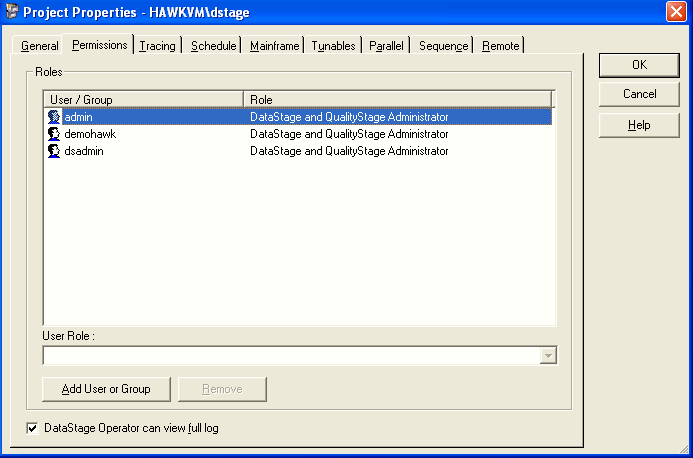 Project Properties - HAWKVM\dstage
General Permissions Tracing Schedule Mainframe Tunables Parallel Sequence Remote
OK
Cancel
Help
Roles
User / Group Role
admin DataStage and QualityStage Administrator
demohawk DataStage and QualityStage Administrator
dsadmin DataStage and QualityStage Administrator
User Role :
Add User or Group Remove
DataStage Operator can view full log